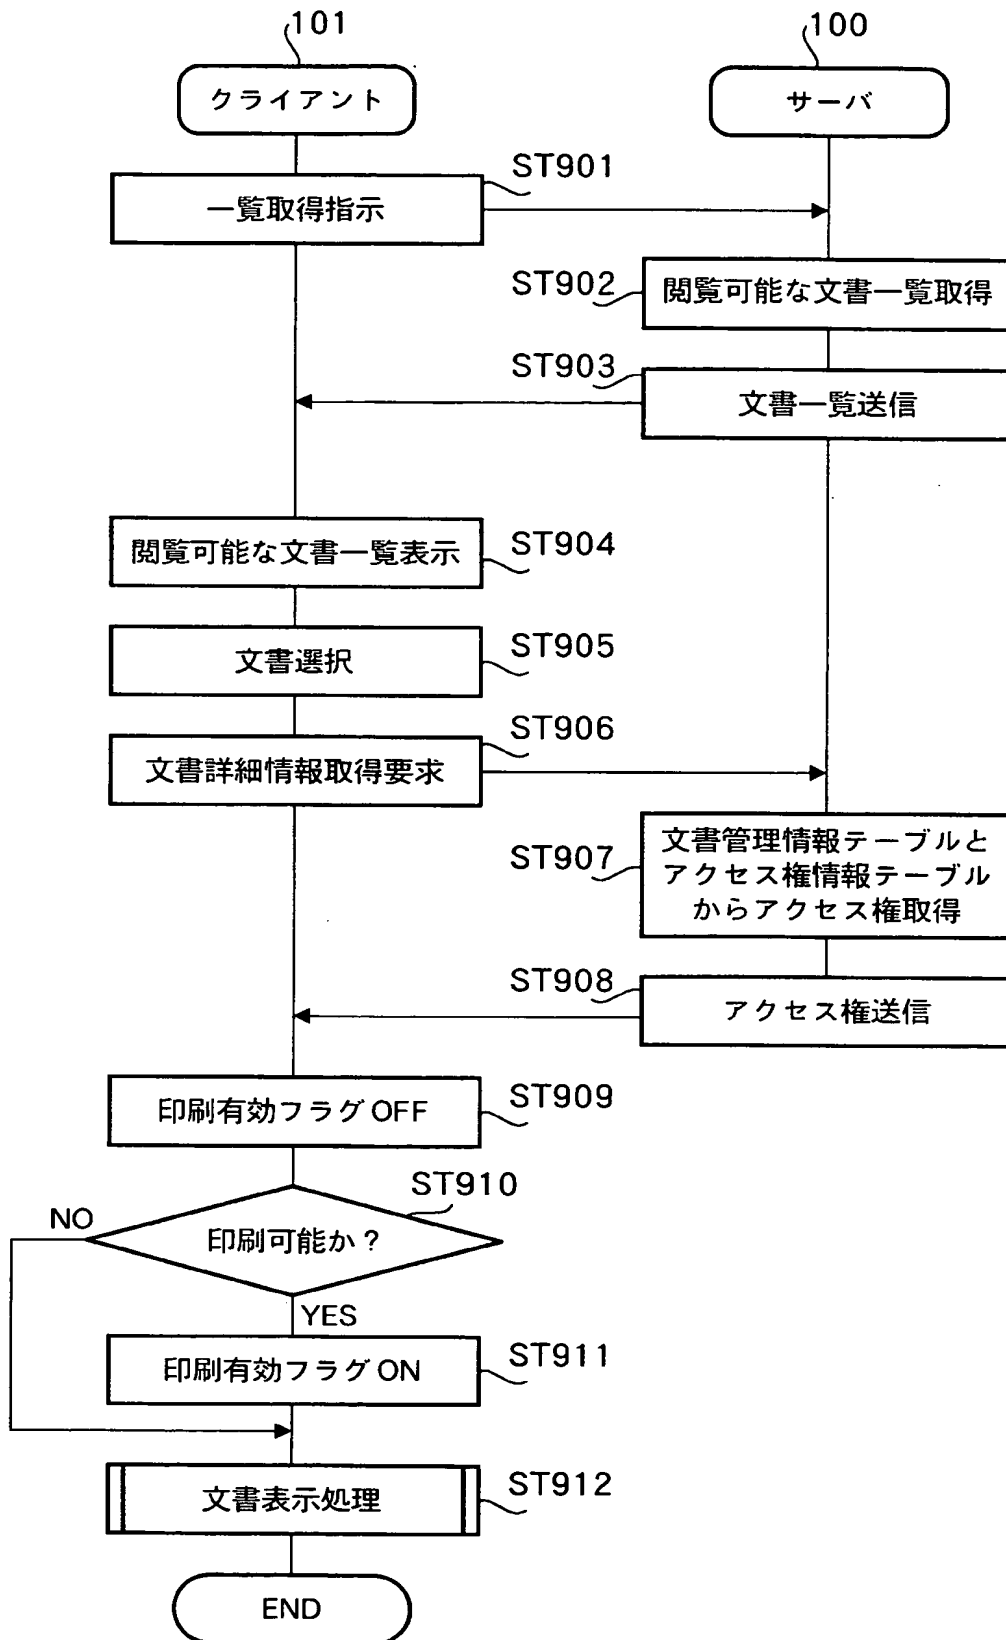 101
100
クライアント
サーバ
ST901
一覧取得指示
ST902
閲覧可能な文書一覧取得
ST903
文書一覧送信
閲覧可能な文書一覧表示
ST904
文書選択
ST905
文書詳細情報取得要求
ST906
ST907
文書管理情報テーブルと
アクセス権情報テーブル
からアクセス権取得
ST908
アクセス権送信
印刷有効フラグ OFF
ST909
ST910
NO
印刷可能か?
YES
印刷有効フラグ ON
ST911
文書表示処理
ST912
END